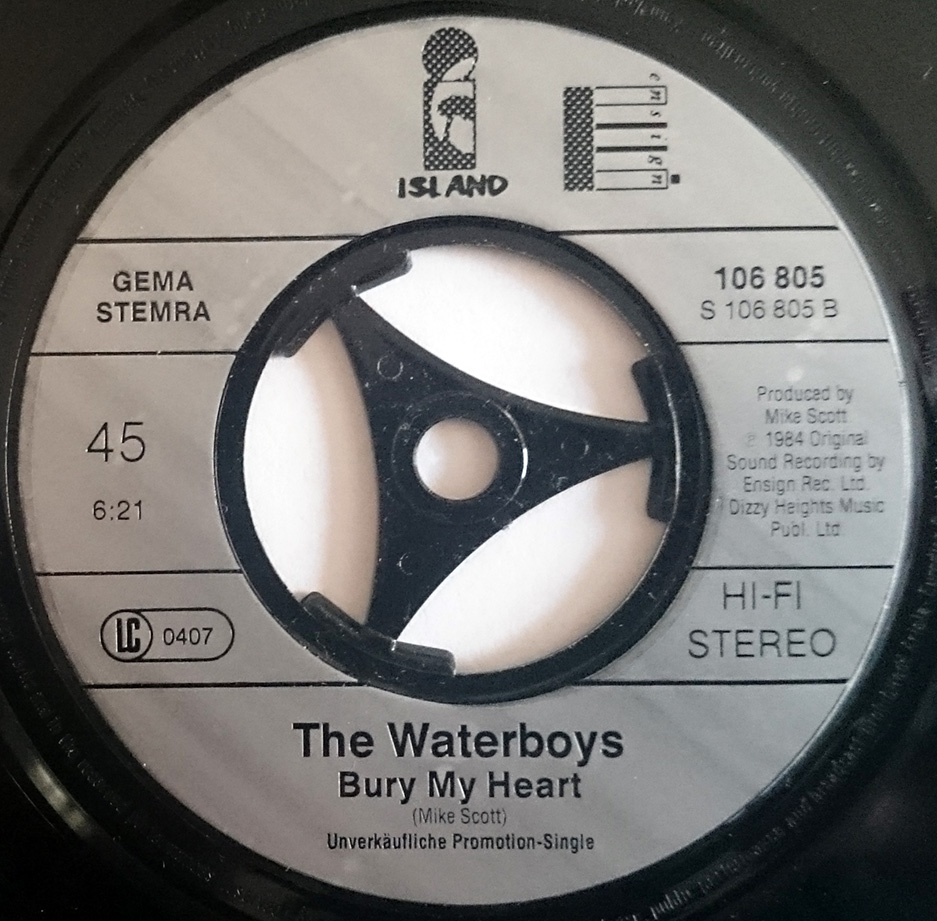 ISLAND
ensign
GEMA
STEMRA
106 805
S 106 805 B
45
6:21
Produced by
Mike Scott
℗ 1984 Original
Sound Recording by
Ensign Rec. Ltd.
Dizzy Heights Music
Publ. Ltd.
LC 0407
HI-FI
STEREO
The Waterboys
Bury My Heart
(Mike Scott)
Unverkäufliche Promotion-Single